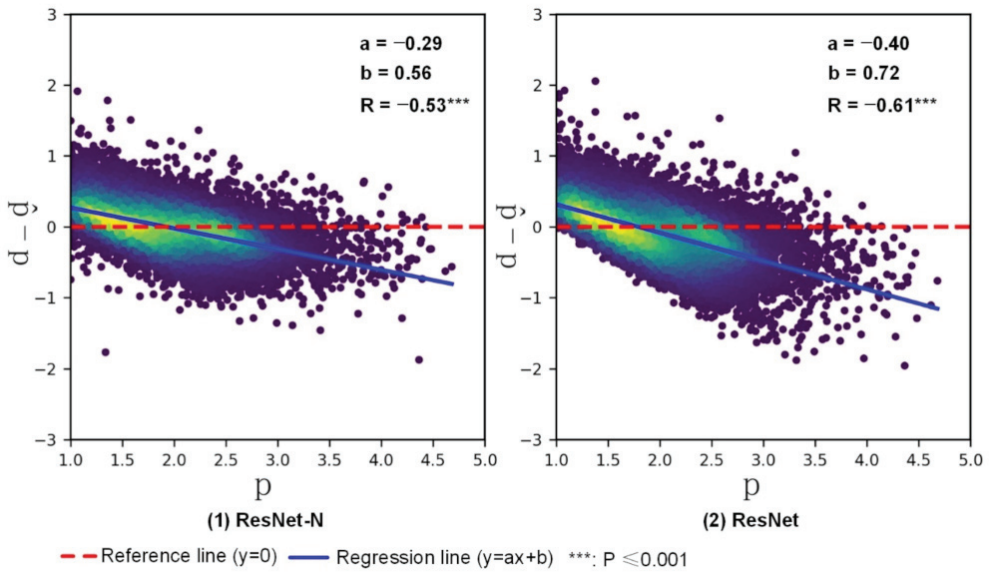 3
2
1
0
−1
−2
−3
d − d̬
a = −0.29
b = 0.56
R = −0.53***
1.0 1.5 2.0 2.5 3.0 3.5 4.0 4.5 5.0
p
(1) ResNet-N
3
2
1
0
−1
−2
−3
d − d̬
a = −0.40
b = 0.72
R = −0.61***
1.0 1.5 2.0 2.5 3.0 3.5 4.0 4.5 5.0
p
(2) ResNet
Reference line (y=0) Regression line (y=ax+b) ***: P ≤0.001